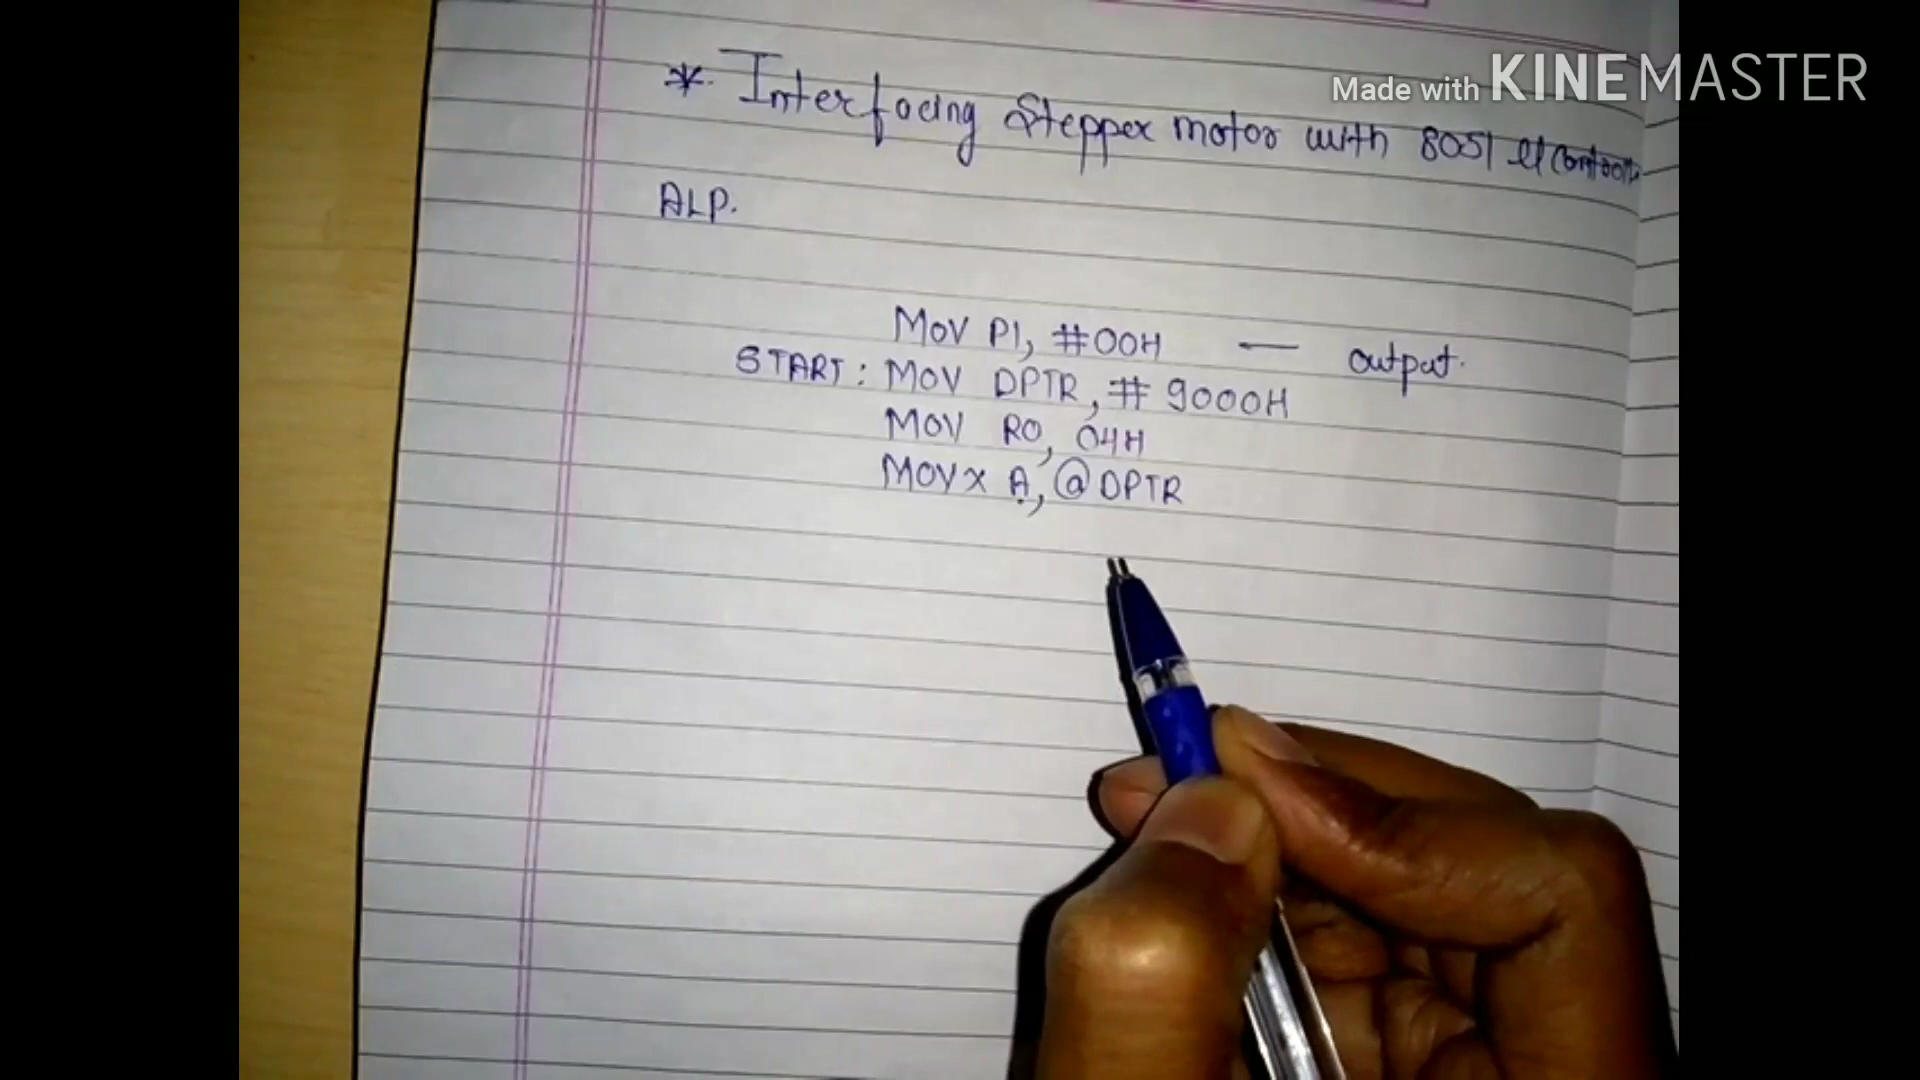 Made with KINEMASTER
* Interfacing Stepper motor with 8051
ALP.
MOV P1, #00H — output.
START: MOV DPTR, # 9000H
MOV R0, 04H
MOVX A, @DPTR